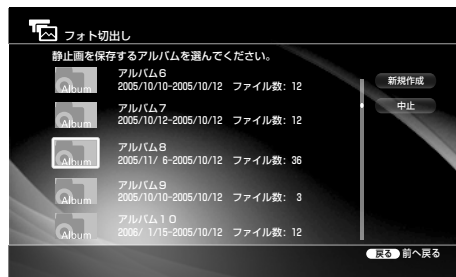 フォト切出し
静止画を保存するアルバムを選んでください。
アルバム6
Album
2005/10/10-2005/10/12 ファイル数: 12
新規作成
アルバム7
Album
2005/10/12-2005/10/12 ファイル数: 12
中止
アルバム8
Album
2005/11/ 6-2005/10/12 ファイル数: 36
アルバム9
Album
2005/10/10-2005/10/12 ファイル数: 3
アルバム10
Album
2006/ 1/15-2005/10/12 ファイル数: 12
戻る 前へ戻る